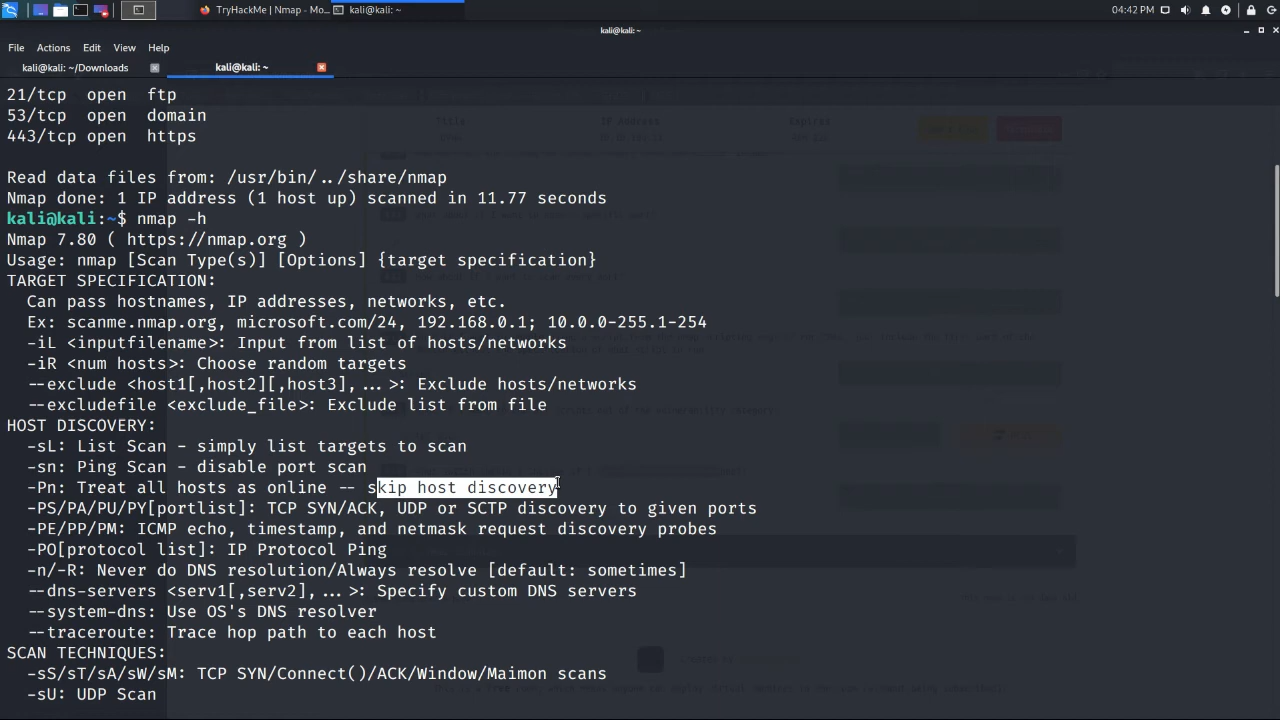 TryHackMe | Nmap - Mo...
kali@kali: ~
04:42 PM
kali@kali: ~
File Actions Edit View Help
kali@kali: ~/Downloads
kali@kali: ~
21/tcp open ftp
53/tcp open domain
443/tcp open https
Read data files from: /usr/bin/../share/nmap
Nmap done: 1 IP address (1 host up) scanned in 11.77 seconds
kali@kali:~$ nmap -h
Nmap 7.80 ( https://nmap.org )
Usage: nmap [Scan Type(s)] [Options] {target specification}
TARGET SPECIFICATION:
Can pass hostnames, IP addresses, networks, etc.
Ex: scanme.nmap.org, microsoft.com/24, 192.168.0.1; 10.0.0-255.1-254
-iL <inputfilename>: Input from list of hosts/networks
-iR <num hosts>: Choose random targets
--exclude <host1[,host2][,host3],...>: Exclude hosts/networks
--excludefile <exclude_file>: Exclude list from file
HOST DISCOVERY:
-sL: List Scan - simply list targets to scan
-sn: Ping Scan - disable port scan
-Pn: Treat all hosts as online -- skip host discovery
-PS/PA/PU/PY[portlist]: TCP SYN/ACK, UDP or SCTP discovery to given ports
-PE/PP/PM: ICMP echo, timestamp, and netmask request discovery probes
-PO[protocol list]: IP Protocol Ping
-n/-R: Never do DNS resolution/Always resolve [default: sometimes]
--dns-servers <serv1[,serv2],...>: Specify custom DNS servers
--system-dns: Use OS's DNS resolver
--traceroute: Trace hop path to each host
SCAN TECHNIQUES:
-sS/sT/sA/sW/sM: TCP SYN/Connect()/ACK/Window/Maimon scans
-sU: UDP Scan